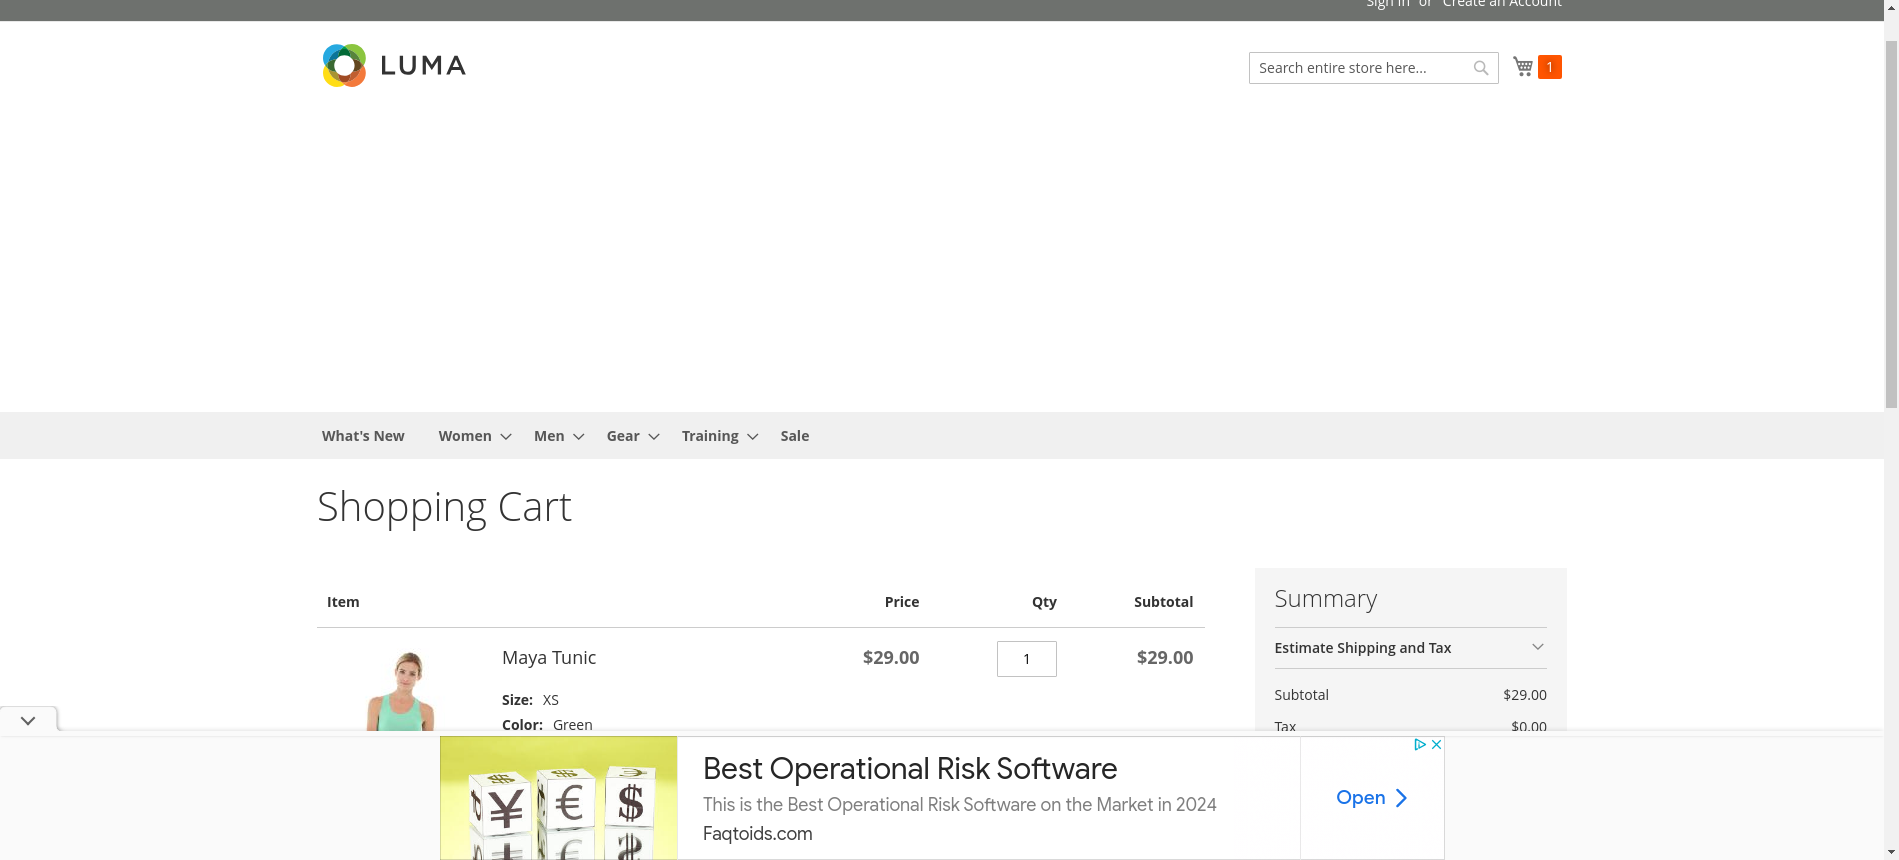 Sign In or Create an Account
LUMA
Search entire store here...
1
What's New Women Men Gear Training Sale
Shopping Cart
Item Price Qty Subtotal
Maya Tunic $29.00 1 $29.00
Size: XS
Color: Green
Summary
Estimate Shipping and Tax
Subtotal $29.00
Tax $0.00
¥ € $
Best Operational Risk Software
This is the Best Operational Risk Software on the Market in 2024
Faqtoids.com
Open